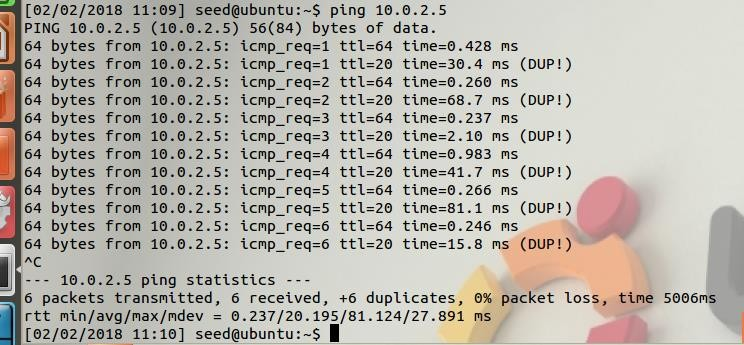 [02/02/2018 11:09] seed@ubuntu:~$ ping 10.0.2.5
PING 10.0.2.5 (10.0.2.5) 56(84) bytes of data.
64 bytes from 10.0.2.5: icmp_req=1 ttl=64 time=0.428 ms
64 bytes from 10.0.2.5: icmp_req=1 ttl=20 time=30.4 ms (DUP!)
64 bytes from 10.0.2.5: icmp_req=2 ttl=64 time=0.260 ms
64 bytes from 10.0.2.5: icmp_req=2 ttl=20 time=68.7 ms (DUP!)
64 bytes from 10.0.2.5: icmp_req=3 ttl=64 time=0.237 ms
64 bytes from 10.0.2.5: icmp_req=3 ttl=20 time=2.10 ms (DUP!)
64 bytes from 10.0.2.5: icmp_req=4 ttl=64 time=0.983 ms
64 bytes from 10.0.2.5: icmp_req=4 ttl=20 time=41.7 ms (DUP!)
64 bytes from 10.0.2.5: icmp_req=5 ttl=64 time=0.266 ms
64 bytes from 10.0.2.5: icmp_req=5 ttl=20 time=81.1 ms (DUP!)
64 bytes from 10.0.2.5: icmp_req=6 ttl=64 time=0.246 ms
64 bytes from 10.0.2.5: icmp_req=6 ttl=20 time=15.8 ms (DUP!)
^C
--- 10.0.2.5 ping statistics ---
6 packets transmitted, 6 received, +6 duplicates, 0% packet loss, time 5006ms
rtt min/avg/max/mdev = 0.237/20.195/81.124/27.891 ms
[02/02/2018 11:10] seed@ubuntu:~$